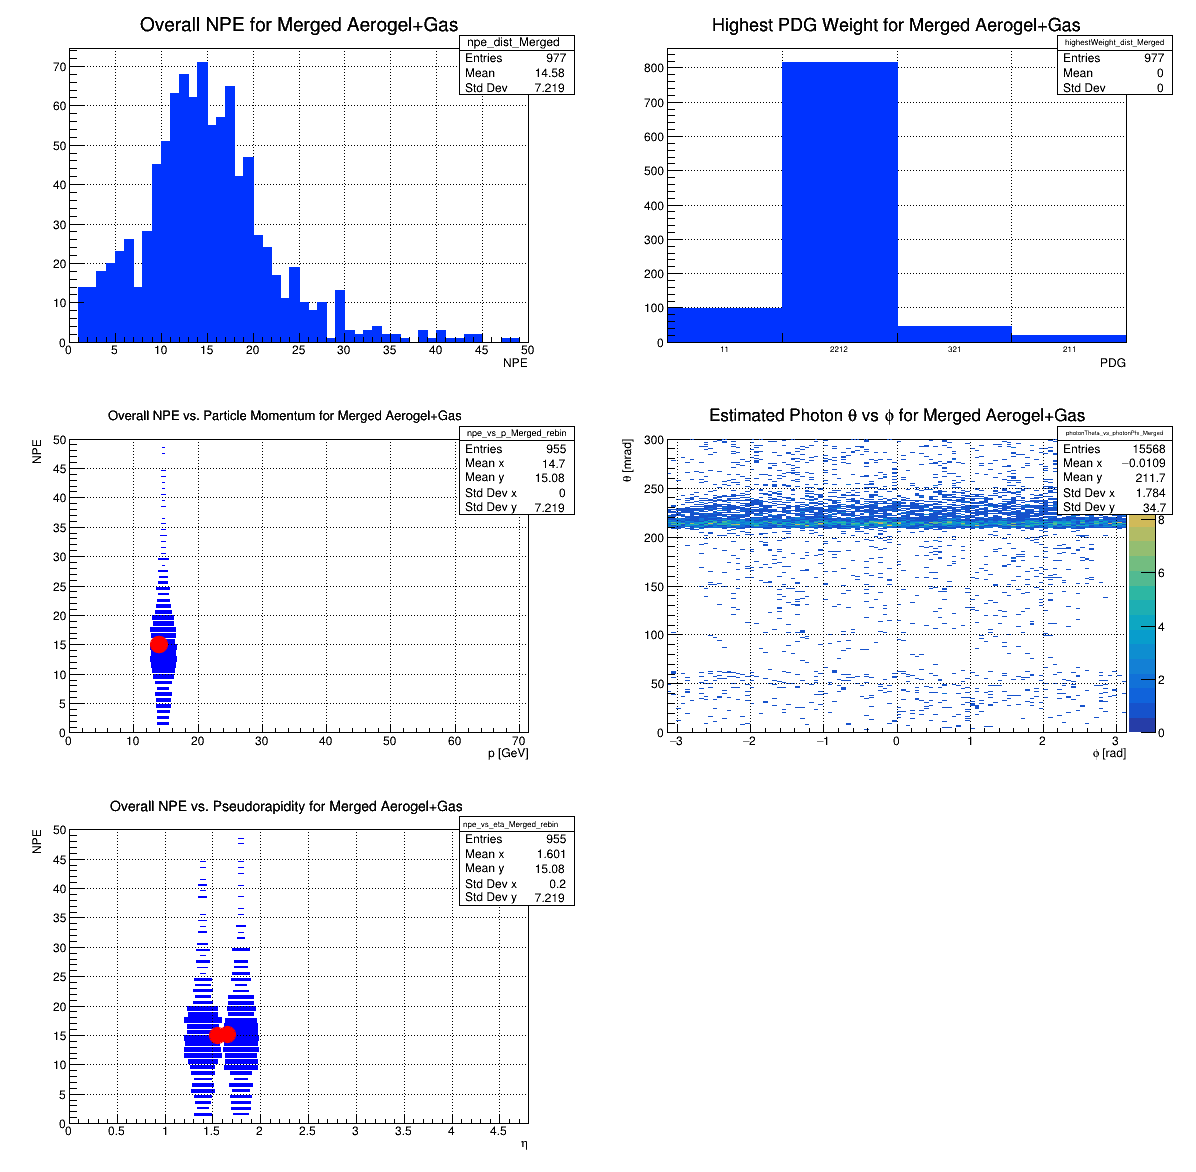 Overall NPE for Merged Aerogel+Gas
npe_dist_Merged
Entries 977
Mean 14.58
Std Dev 7.219
70
60
50
40
30
20
10
0
0 5 10 15 20 25 30 35 40 45 50
NPE
Highest PDG Weight for Merged Aerogel+Gas
highestWeight_dist_Merged
Entries 977
Mean 0
Std Dev 0
800
700
600
500
400
300
200
100
0
11 2212 321 211
PDG
Overall NPE vs. Particle Momentum for Merged Aerogel+Gas
npe_vs_p_Merged_rebin
Entries 955
Mean x 14.7
Mean y 15.08
Std Dev x 0
Std Dev y 7.219
NPE
50
45
40
35
30
25
20
15
10
5
0
0 10 20 30 40 50 60 70
p [GeV]
Estimated Photon θ vs ϕ for Merged Aerogel+Gas
photonTheta_vs_photonPhi_Merged
Entries 15568
Mean x −0.0109
Mean y 211.7
Std Dev x 1.784
Std Dev y 34.7
θ [mrad]
300
250
200
150
100
50
0
−3 −2 −1 0 1 2 3
ϕ [rad]
8
6
4
2
0
Overall NPE vs. Pseudorapidity for Merged Aerogel+Gas
npe_vs_eta_Merged_rebin
Entries 955
Mean x 1.601
Mean y 15.08
Std Dev x 0.2
Std Dev y 7.219
NPE
50
45
40
35
30
25
20
15
10
5
0
0 0.5 1 1.5 2 2.5 3 3.5 4 4.5
η